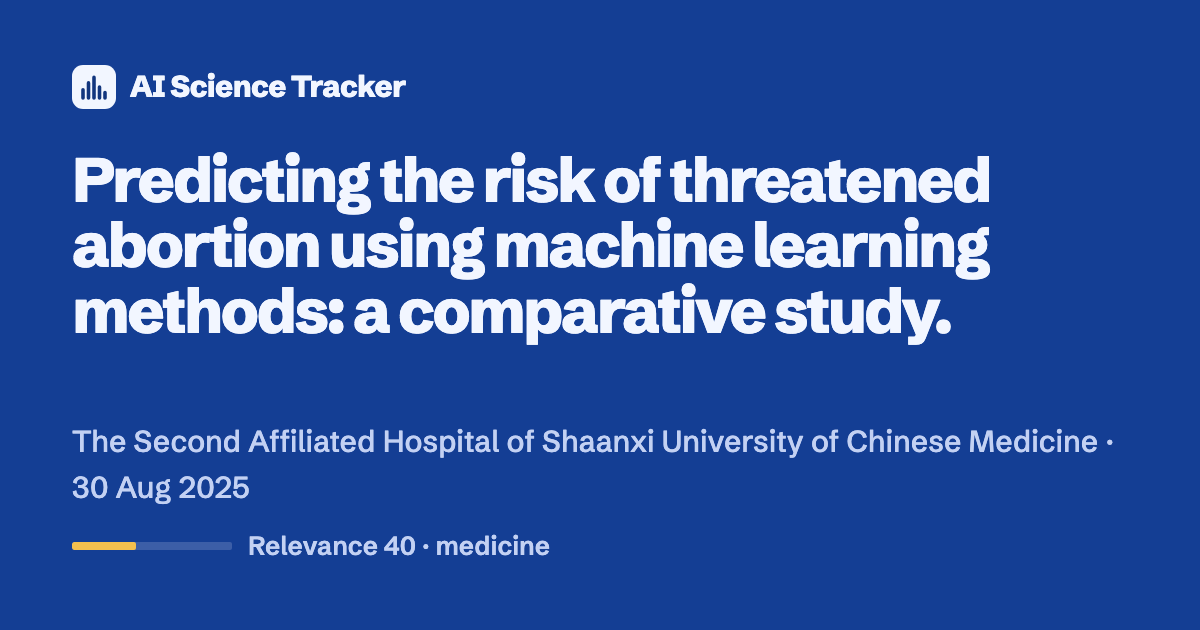 AI Science Tracker
Predicting the risk of threatened
abortion using machine learning
methods: a comparative study.
The Second Affiliated Hospital of Shaanxi University of Chinese Medicine ·
30 Aug 2025
Relevance 40 · medicine